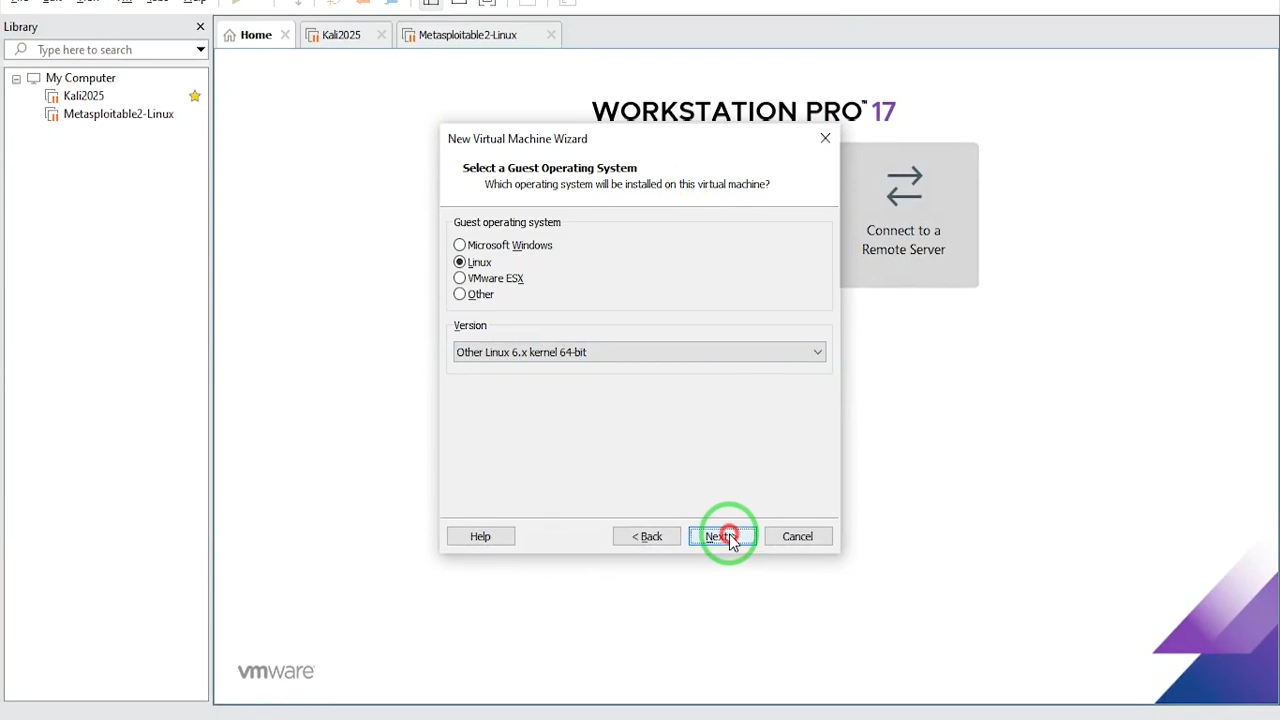 Library
Type here to search
My Computer
Kali2025
Metasploitable2-Linux
Home
Kali2025
Metasploitable2-Linux
WORKSTATION PRO™ 17
New Virtual Machine Wizard
Select a Guest Operating System
Which operating system will be installed on this virtual machine?
Guest operating system
Microsoft Windows
Linux
VMware ESX
Other
Version
Other Linux 6.x kernel 64-bit
Help
< Back
Next
Cancel
Connect to a
Remote Server
vmware